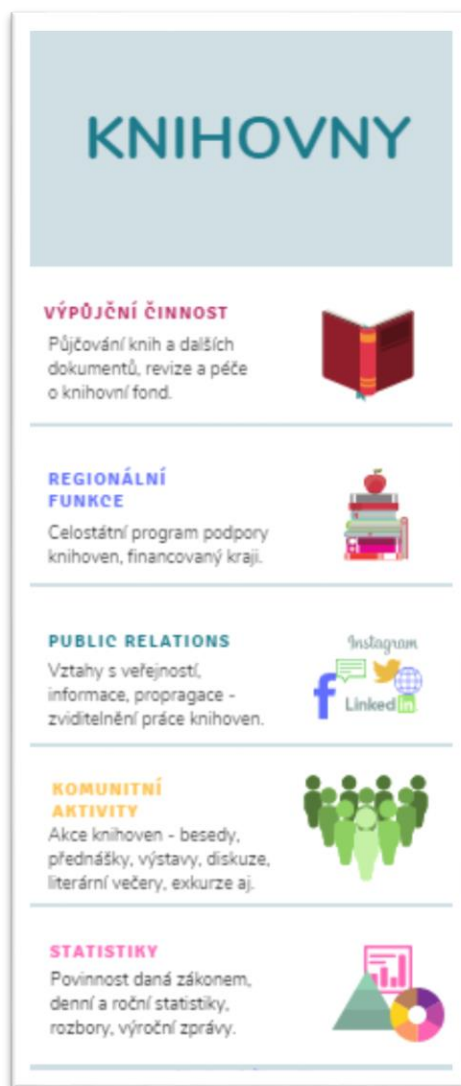 KNIHOVNY
VÝPŮJČNÍ ČINNOST
Půjčování knih a dalších
dokumentů, revize a péče
o knihovní fond.
REGIONÁLNÍ
FUNKCE
Celostátní program podpory
knihoven, financovaný kraji.
PUBLIC RELATIONS
Vztahy s veřejností,
informace, propragace -
zviditelnění práce knihoven.
Instagram
f
Linked in
KOMUNITNÍ
AKTIVITY
Akce knihoven - besedy,
přednášky, výstavy, diskuze,
literární večery, exkurze aj.
STATISTIKY
Povinnost daná zákonem,
denní a roční statistiky,
rozbory, výroční zprávy.